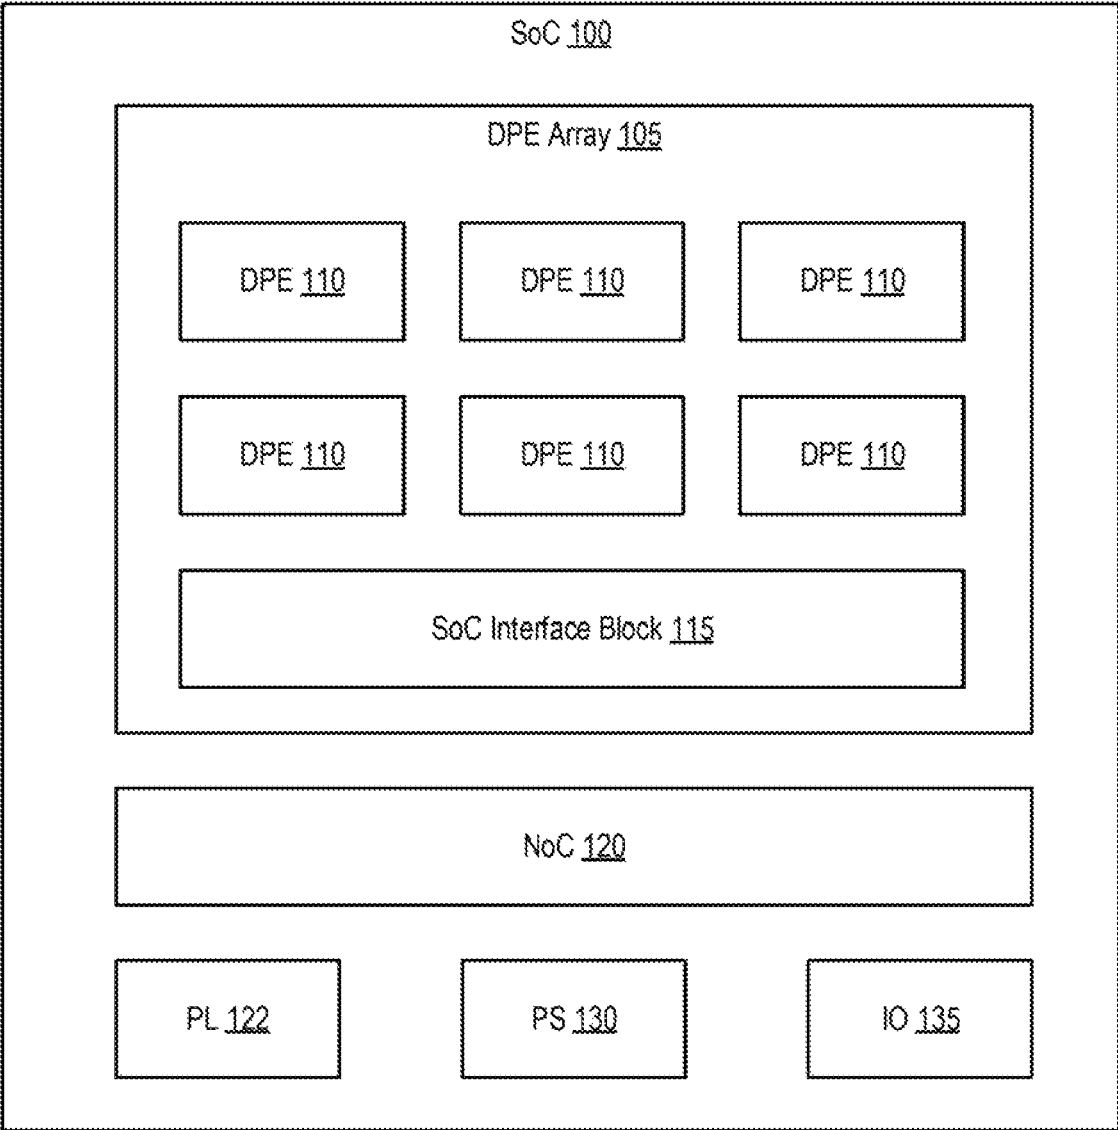 SoC 100
DPE Array 105
DPE 110 DPE 110 DPE 110
DPE 110 DPE 110 DPE 110
SoC Interface Block 115
NoC 120
PL 122 PS 130 IO 135